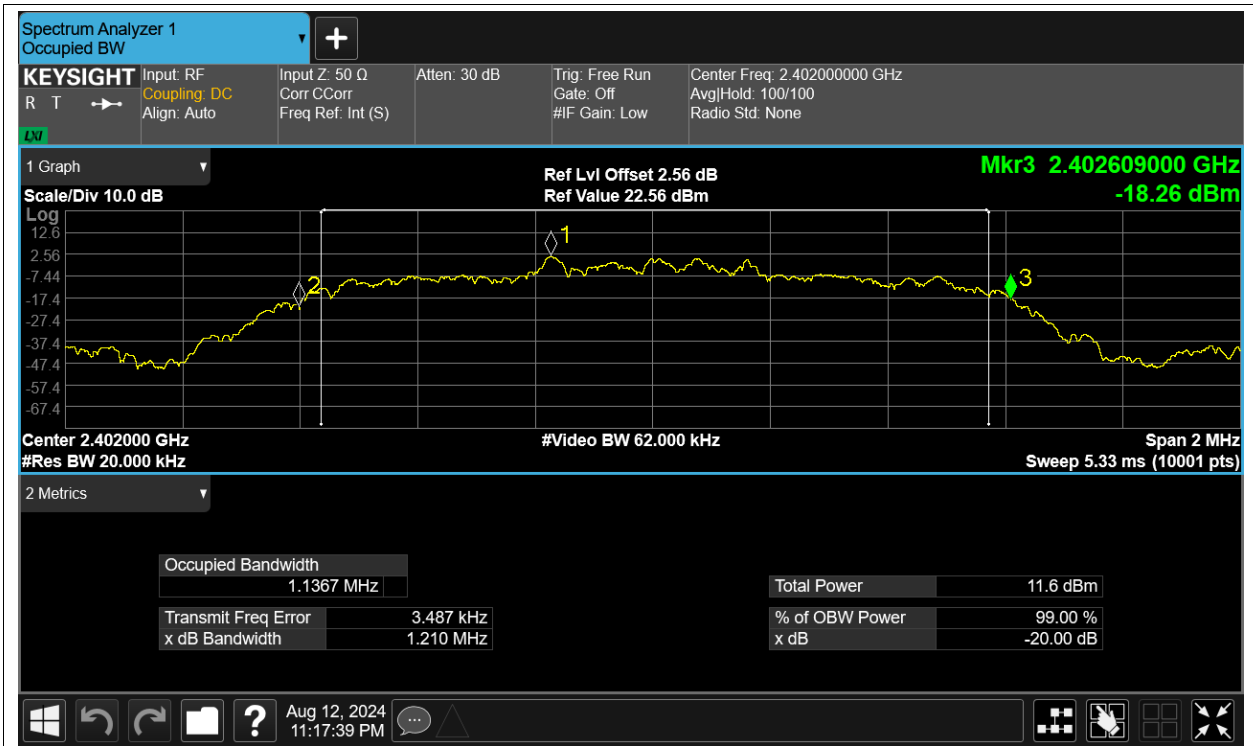 Spectrum Analyzer 1
Occupied BW
KEYSIGHT
R T
LXI
Input: RF
Coupling: DC
Align: Auto
Input Z: 50 Ω
Corr CCorr
Freq Ref: Int (S)
Atten: 30 dB
Trig: Free Run
Gate: Off
#IF Gain: Low
Center Freq: 2.402000000 GHz
Avg|Hold: 100/100
Radio Std: None
1 Graph
Scale/Div 10.0 dB
Ref Lvl Offset 2.56 dB
Ref Value 22.56 dBm
Mkr3 2.402609000 GHz
-18.26 dBm
Log
12.6
2.56
-7.44
-17.4
-27.4
-37.4
-47.4
-57.4
-67.4
1
2
3
Center 2.402000 GHz
#Res BW 20.000 kHz
#Video BW 62.000 kHz
Span 2 MHz
Sweep 5.33 ms (10001 pts)
2 Metrics
Occupied Bandwidth
1.1367 MHz
Transmit Freq Error 3.487 kHz
x dB Bandwidth 1.210 MHz
Total Power 11.6 dBm
% of OBW Power 99.00 %
x dB -20.00 dB
?
Aug 12, 2024
11:17:39 PM